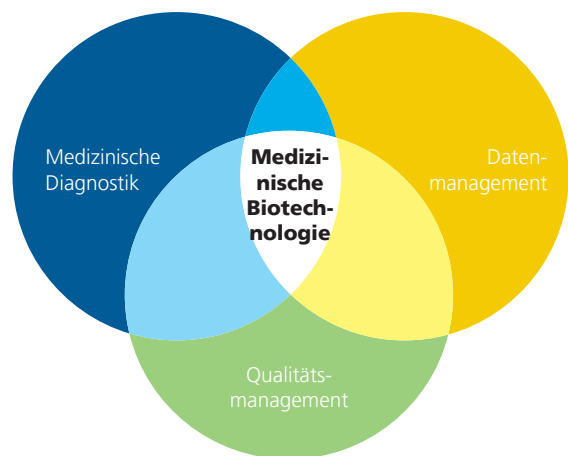 Medizinische
Diagnostik
Medizi-
nische
Biotech-
nologie
Daten-
management
Qualitäts-
management